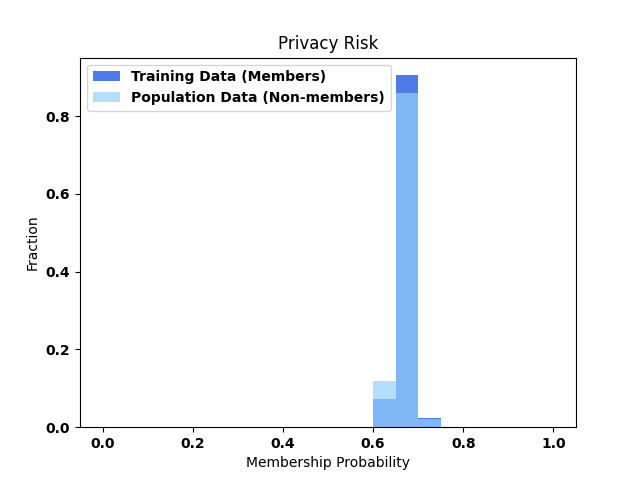 Privacy Risk
Training Data (Members)
Population Data (Non-members)
0.8
0.6
0.4
0.2
0.0
Fraction
0.0 0.2 0.4 0.6 0.8 1.0
Membership Probability